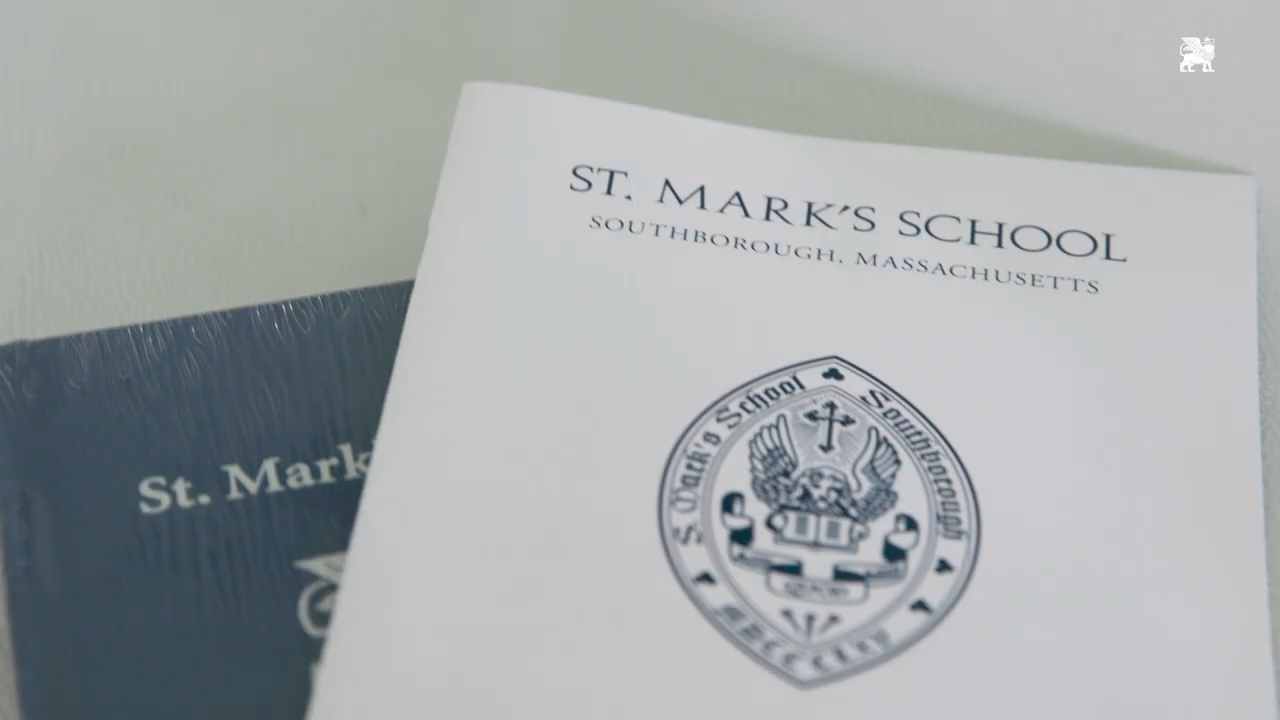 ST. MARK'S SCHOOL
SOUTHBOROUGH, MASSACHUSETTS
S. Mark's School Southborough
St. Mark'